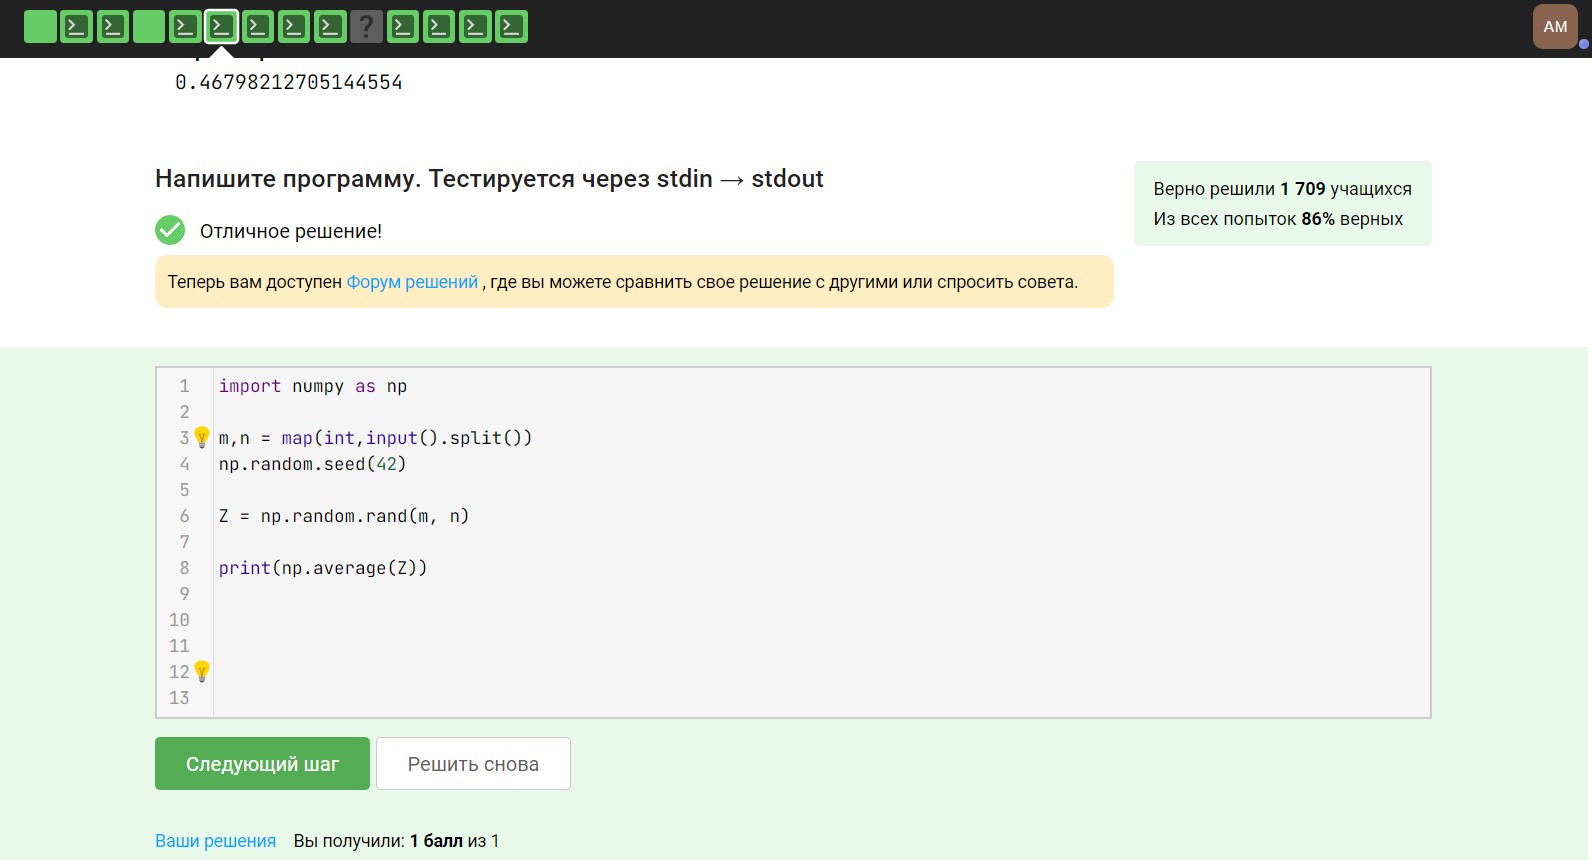 AM
0.46798212705144554
Напишите программу. Тестируется через stdin → stdout
Верно решили 1 709 учащихся
Из всех попыток 86% верных
Отличное решение!
Теперь вам доступен Форум решений , где вы можете сравнить свое решение с другими или спросить совета.
1 import numpy as np
2
3 m,n = map(int,input().split())
4 np.random.seed(42)
5
6 Z = np.random.rand(m, n)
7
8 print(np.average(Z))
9
10
11
12
13
Следующий шаг
Решить снова
Ваши решения Вы получили: 1 балл из 1